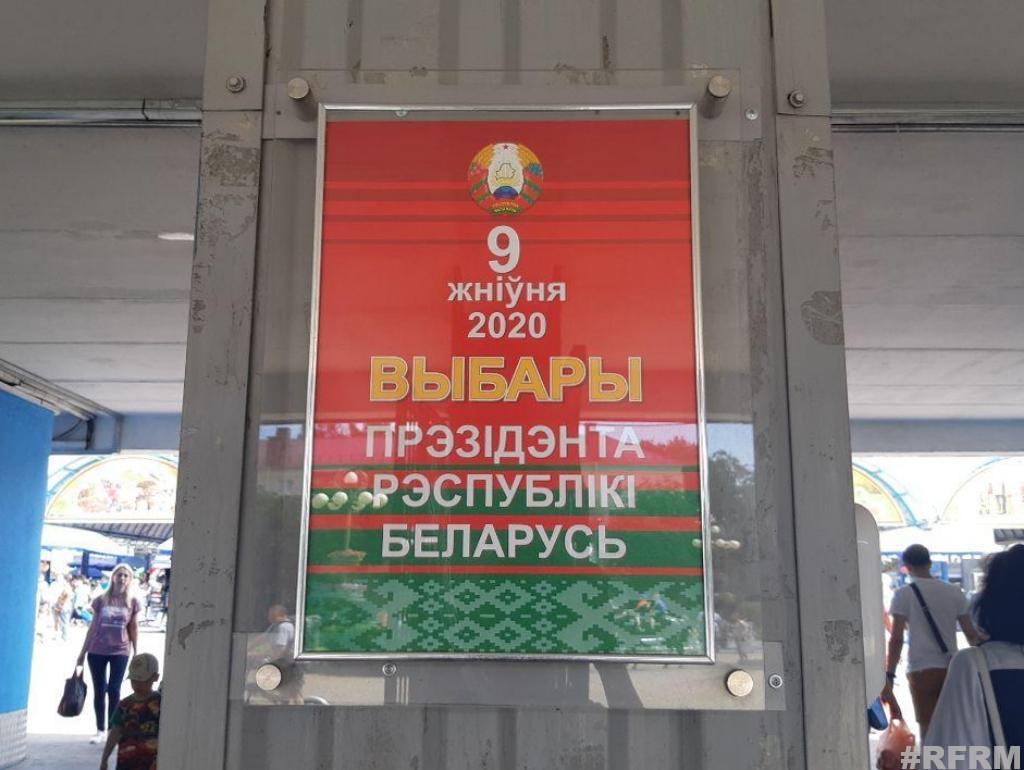 9
жніўня
2020
ВЫБАРЫ
ПРЭЗІДЭНТА
РЭСПУБЛІКІ
БЕЛАРУСЬ
#RFRM